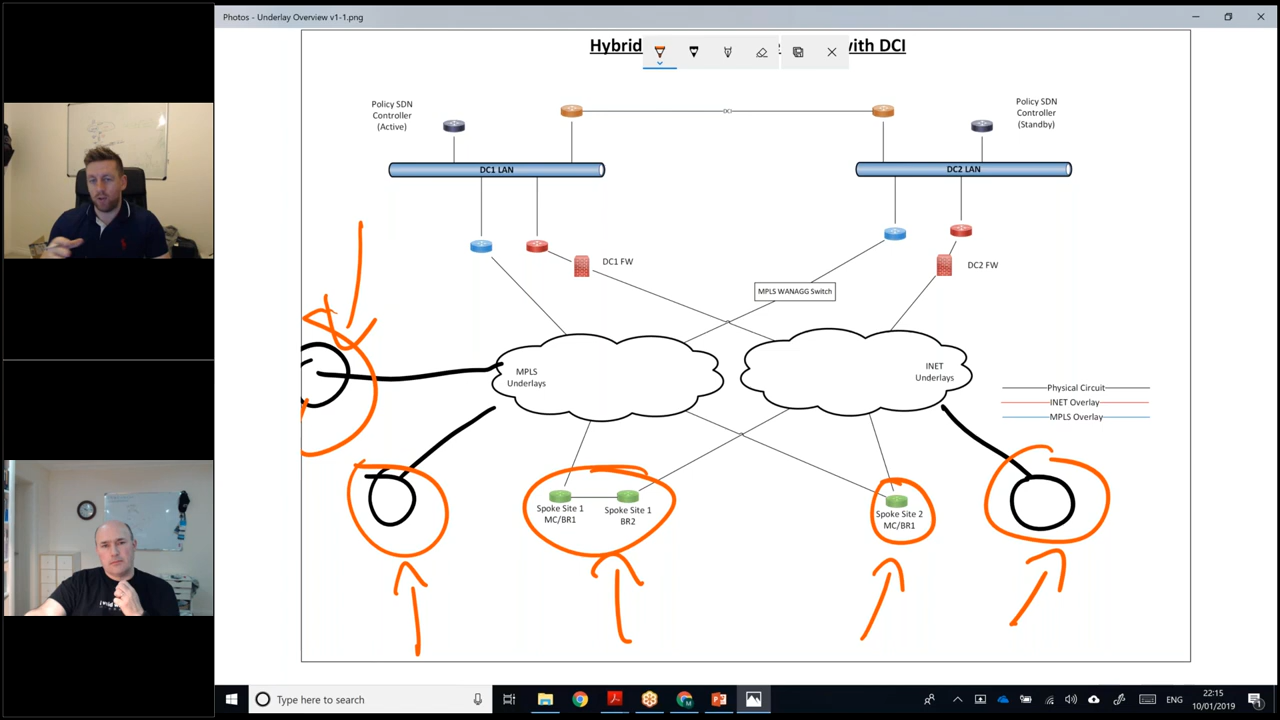 Photos - Underlay Overview v1-1.png
Hybrid
with DCI
Policy SDN
Controller
(Active)
DCI
Policy SDN
Controller
(Standby)
DC1 LAN
DC2 LAN
DC1 FW
DC2 FW
MPLS WANAGG Switch
MPLS
Underlays
INET
Underlays
Physical Circuit
INET Overlay
MPLS Overlay
Spoke Site 1
MC/BR1
Spoke Site 1
BR2
Spoke Site 2
MC/BR1
Type here to search
ENG
22:15
10/01/2019